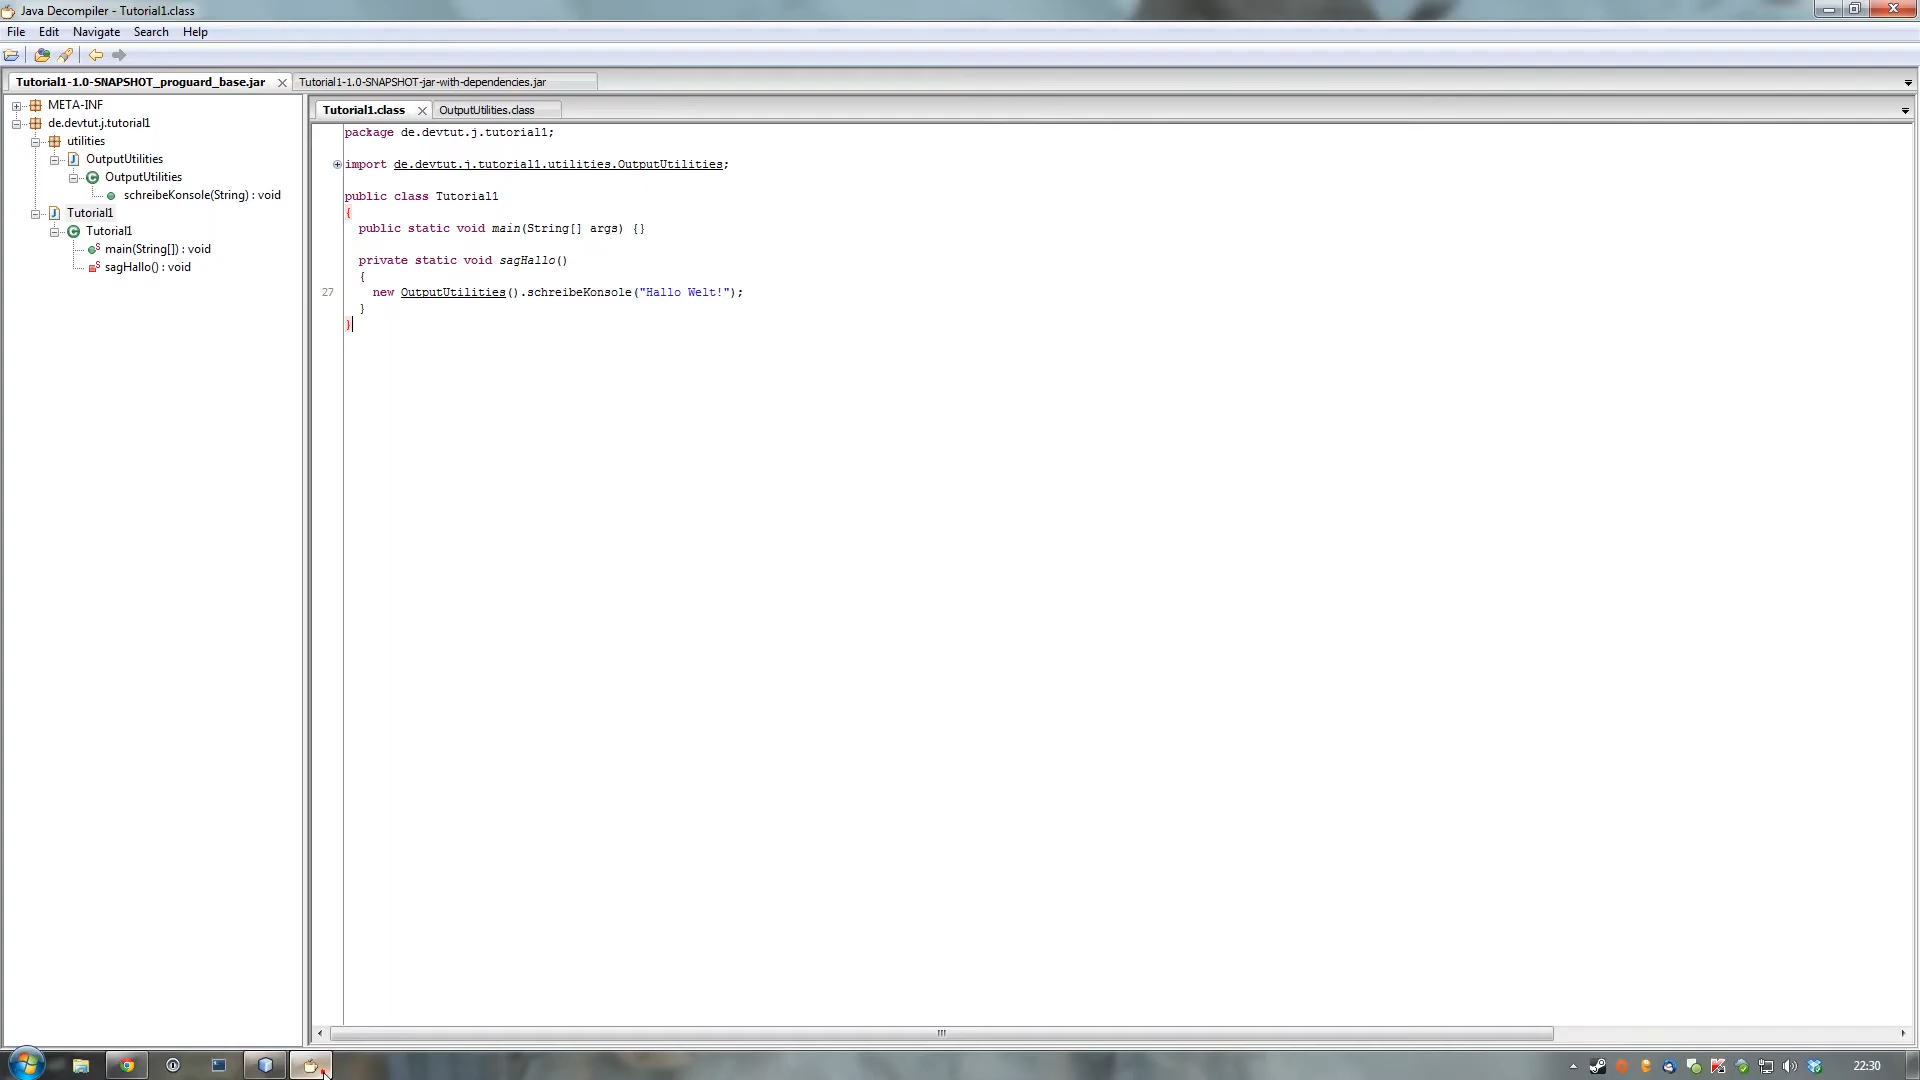 Java Decompiler - Tutorial1.class
File Edit Navigate Search Help
Tutorial1-1.0-SNAPSHOT_proguard_base.jar Tutorial1-1.0-SNAPSHOT-jar-with-dependencies.jar
META-INF
de.devtut.j.tutorial1
utilities
OutputUtilities
OutputUtilities
schreibeKonsole(String) : void
Tutorial1
Tutorial1
main(String[]) : void
sagHallo() : void
Tutorial1.class OutputUtilities.class
package de.devtut.j.tutorial1;
import de.devtut.j.tutorial1.utilities.OutputUtilities;
public class Tutorial1
{
public static void main(String[] args) {}
private static void sagHallo()
{
27 new OutputUtilities().schreibeKonsole("Hallo Welt!");
}
}
22:30